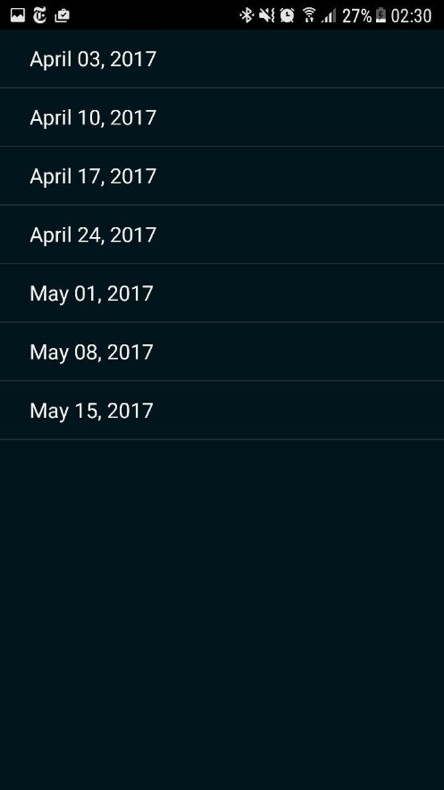 27% 02:30
April 03, 2017
April 10, 2017
April 17, 2017
April 24, 2017
May 01, 2017
May 08, 2017
May 15, 2017